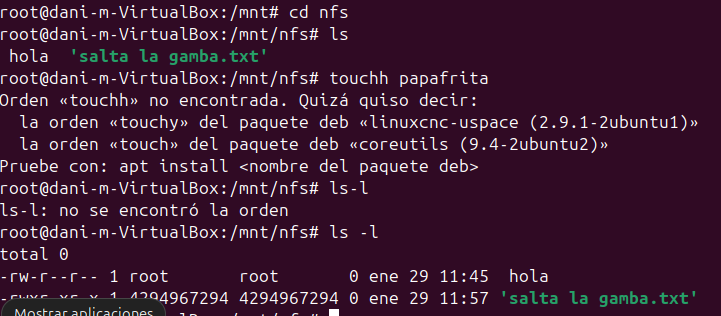 root@dani-m-VirtualBox:/mnt# cd nfs
root@dani-m-VirtualBox:/mnt/nfs# ls
 hola  'salta la gamba.txt'
root@dani-m-VirtualBox:/mnt/nfs# touchh papafrita
Orden «touchh» no encontrada. Quizá quiso decir:
  la orden «touchy» del paquete deb «linuxcnc-uspace (2.9.1-2ubuntu1)»
  la orden «touch» del paquete deb «coreutils (9.4-2ubuntu2)»
Pruebe con: apt install <nombre del paquete deb>
root@dani-m-VirtualBox:/mnt/nfs# ls-l
ls-l: no se encontró la orden
root@dani-m-VirtualBox:/mnt/nfs# ls -l
total 0
-rw-r--r-- 1 root       root       0 ene 29 11:45  hola
-rwxr-xr-x 1 4294967294 4294967294 0 ene 29 11:57 'salta la gamba.txt'
Mostrar aplicaciones alBox:/mnt/nfs#